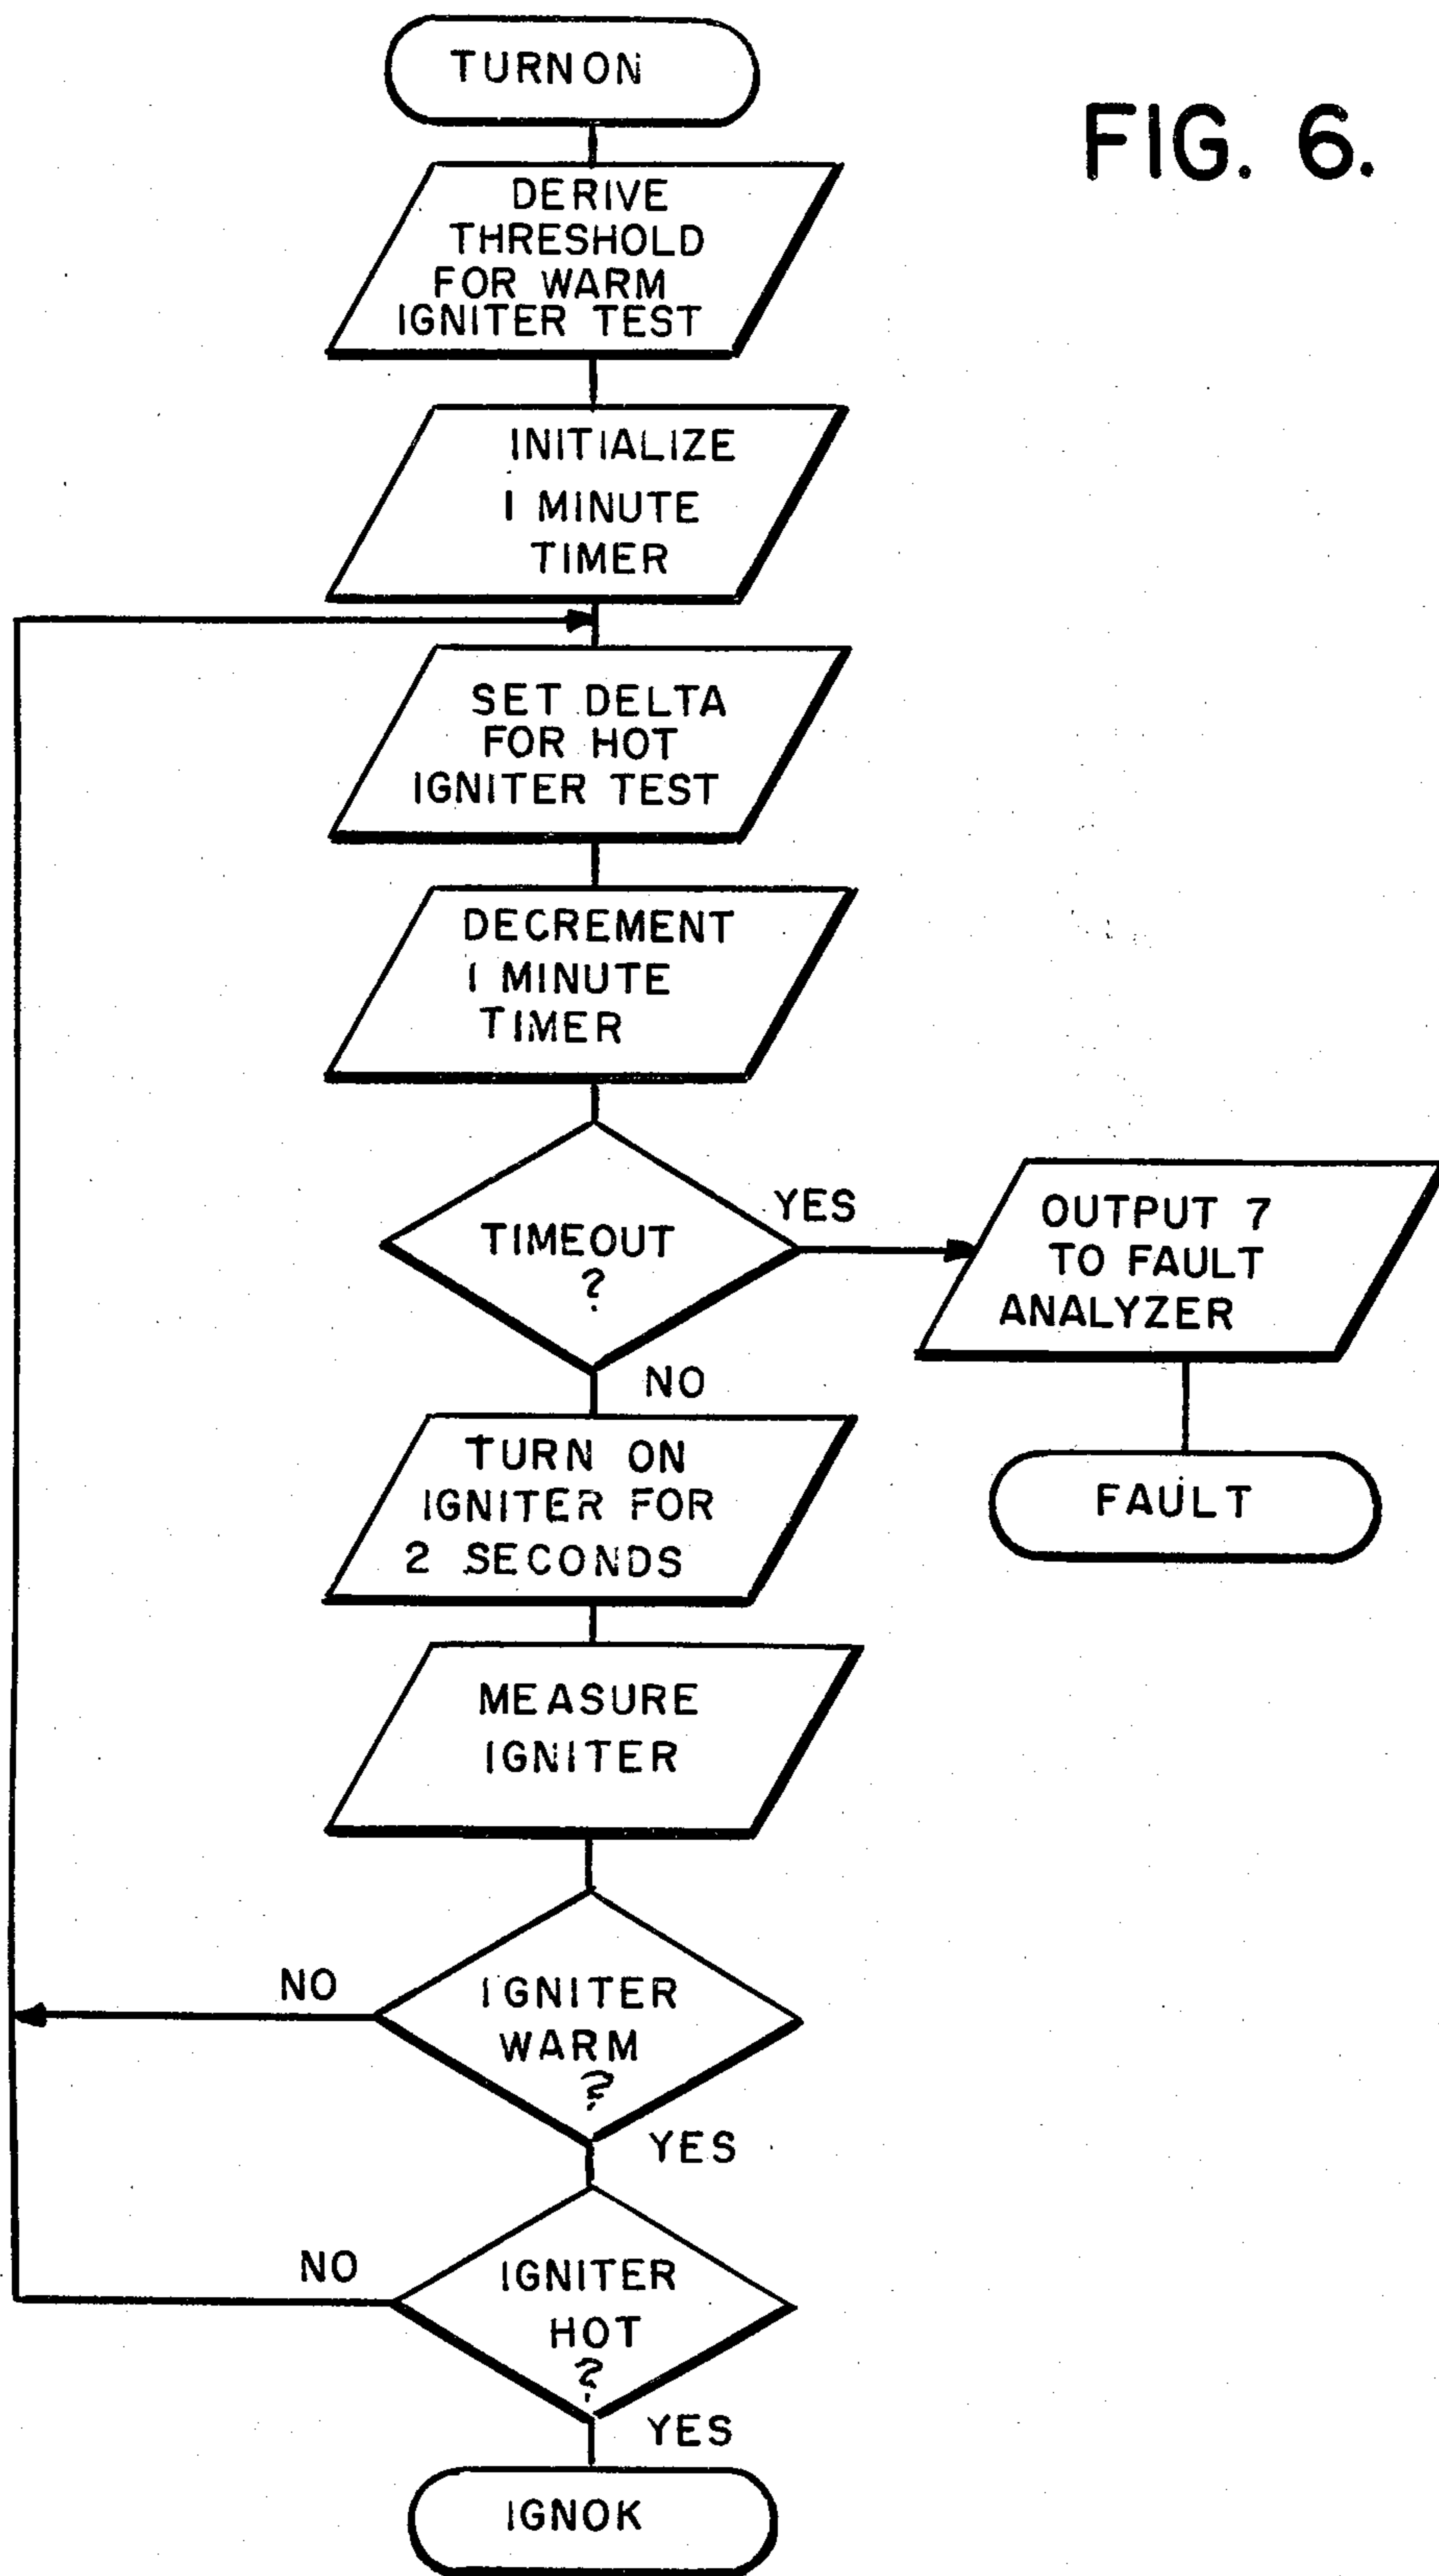 TURNON
FIG. 6.
DERIVE
THRESHOLD
FOR WARM
IGNITER TEST
INITIALIZE
1 MINUTE
TIMER
SET DELTA
FOR HOT
IGNITER TEST
DECREMENT
1 MINUTE
TIMER
TIMEOUT
?
YES
OUTPUT 7
TO FAULT
ANALYZER
FAULT
NO
TURN ON
IGNITER FOR
2 SECONDS
MEASURE
IGNITER
IGNITER
WARM
?
NO
YES
IGNITER
HOT
?
NO
YES
IGNOK